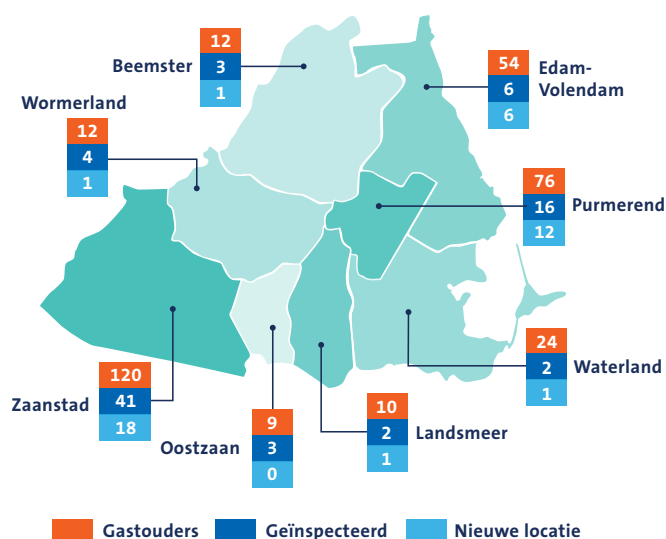 Beemster
12
3
1
Edam-
Volendam
54
6
6
Wormerland
12
4
1
76
16
12
Purmerend
24
2
1
Waterland
Zaanstad
120
41
18
Oostzaan
9
3
0
10
2
1
Landsmeer
Gastouders Geïnspecteerd Nieuwe locatie